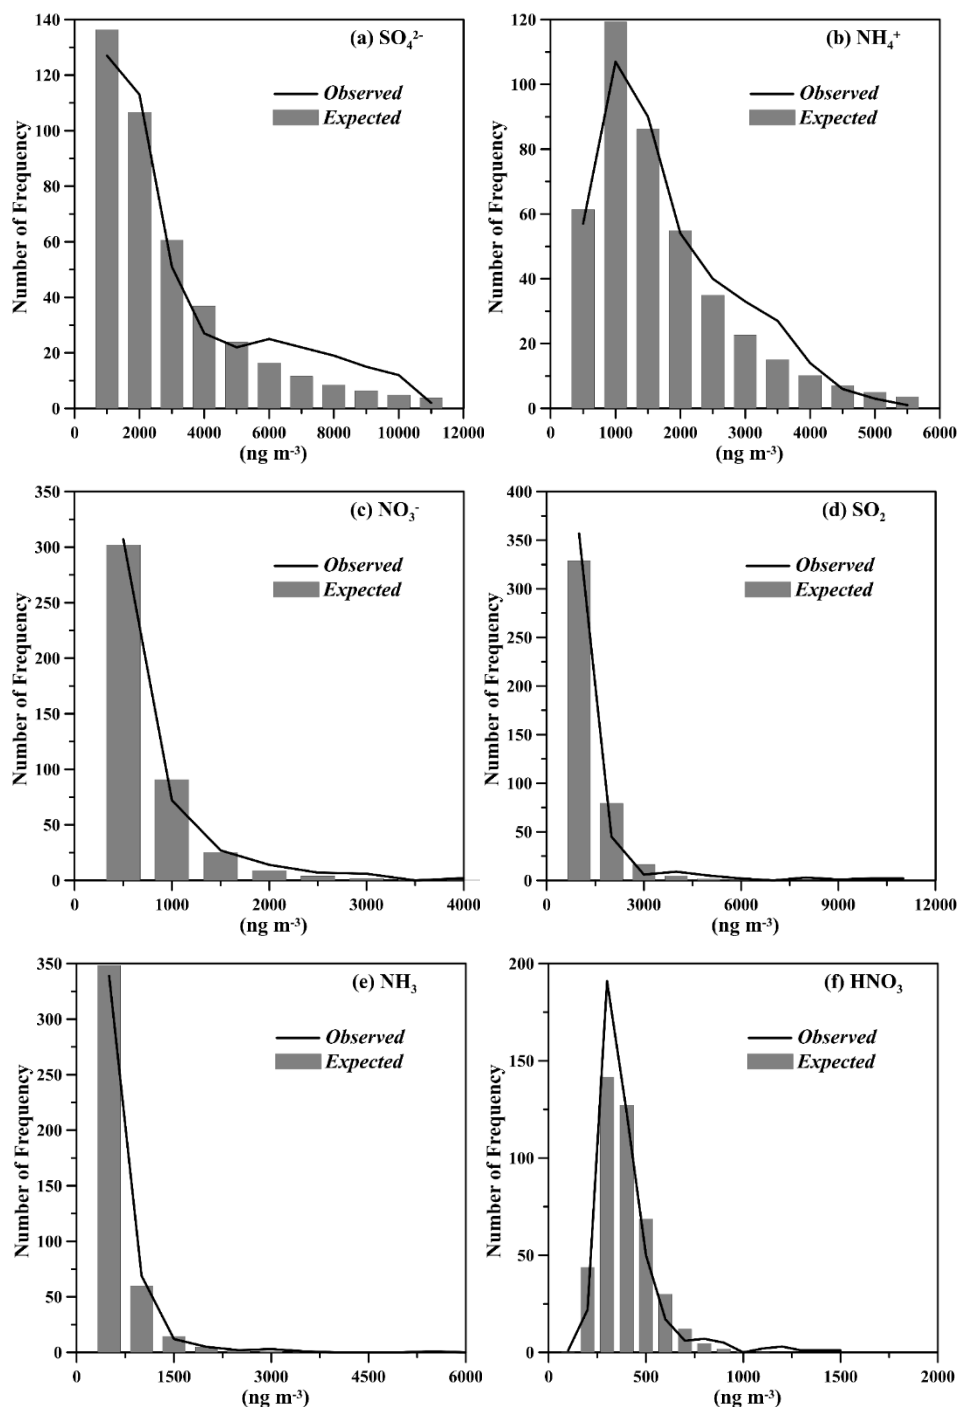 (a) SO₄²⁻
Observed
Expected
Number of Frequency
140
120
100
80
60
40
20
0
0 2000 4000 6000 8000 10000 12000
(ng m⁻³)
(b) NH₄⁺
Observed
Expected
Number of Frequency
120
100
80
60
40
20
0
0 1000 2000 3000 4000 5000 6000
(ng m⁻³)
(c) NO₃⁻
Observed
Expected
Number of Frequency
350
300
250
200
150
100
50
0
0 1000 2000 3000 4000
(ng m⁻³)
(d) SO₂
Observed
Expected
Number of Frequency
400
350
300
250
200
150
100
50
0
0 3000 6000 9000 12000
(ng m⁻³)
(e) NH₃
Observed
Expected
Number of Frequency
350
300
250
200
150
100
50
0
0 1500 3000 4500 6000
(ng m⁻³)
(f) HNO₃
Observed
Expected
Number of Frequency
200
150
100
50
0
0 500 1000 1500 2000
(ng m⁻³)